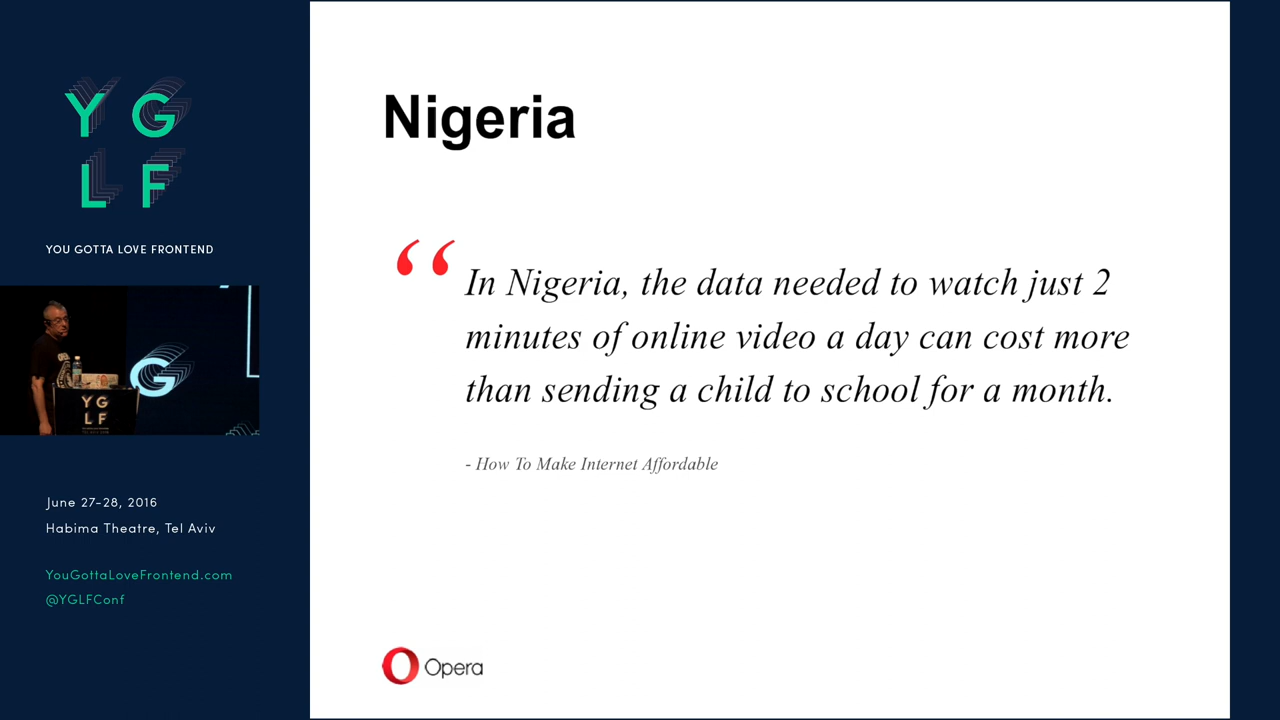 Y G
L F
YOU GOTTA LOVE FRONTEND
G
Y G
L F
June 27-28, 2016
Habima Theatre, Tel Aviv
YouGottaLoveFrontend.com
@YGLFConf
Nigeria
“In Nigeria, the data needed to watch just 2
minutes of online video a day can cost more
than sending a child to school for a month.
- How To Make Internet Affordable
Opera